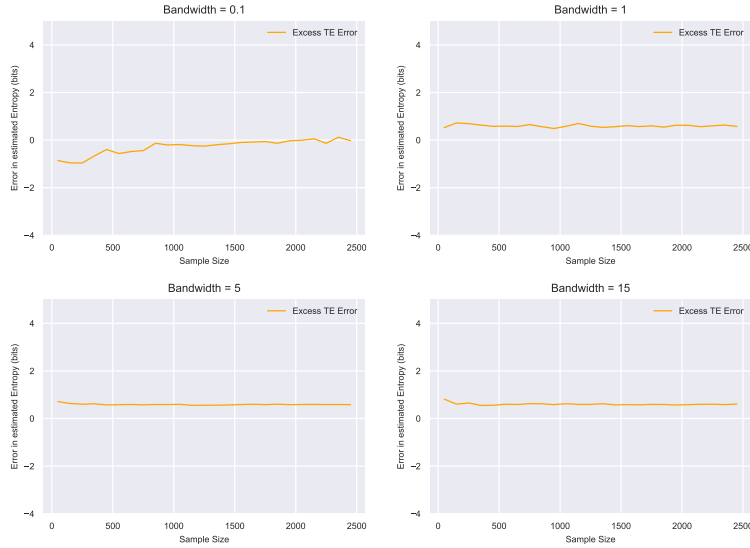 Bandwidth = 0.1
Excess TE Error
Error in estimated Entropy (bits)
4
2
0
−2
−4
0 500 1000 1500 2000 2500
Sample Size
Bandwidth = 1
Excess TE Error
Error in estimated Entropy (bits)
4
2
0
−2
−4
0 500 1000 1500 2000 2500
Sample Size
Bandwidth = 5
Excess TE Error
Error in estimated Entropy (bits)
4
2
0
−2
−4
0 500 1000 1500 2000 2500
Sample Size
Bandwidth = 15
Excess TE Error
Error in estimated Entropy (bits)
4
2
0
−2
−4
0 500 1000 1500 2000 2500
Sample Size